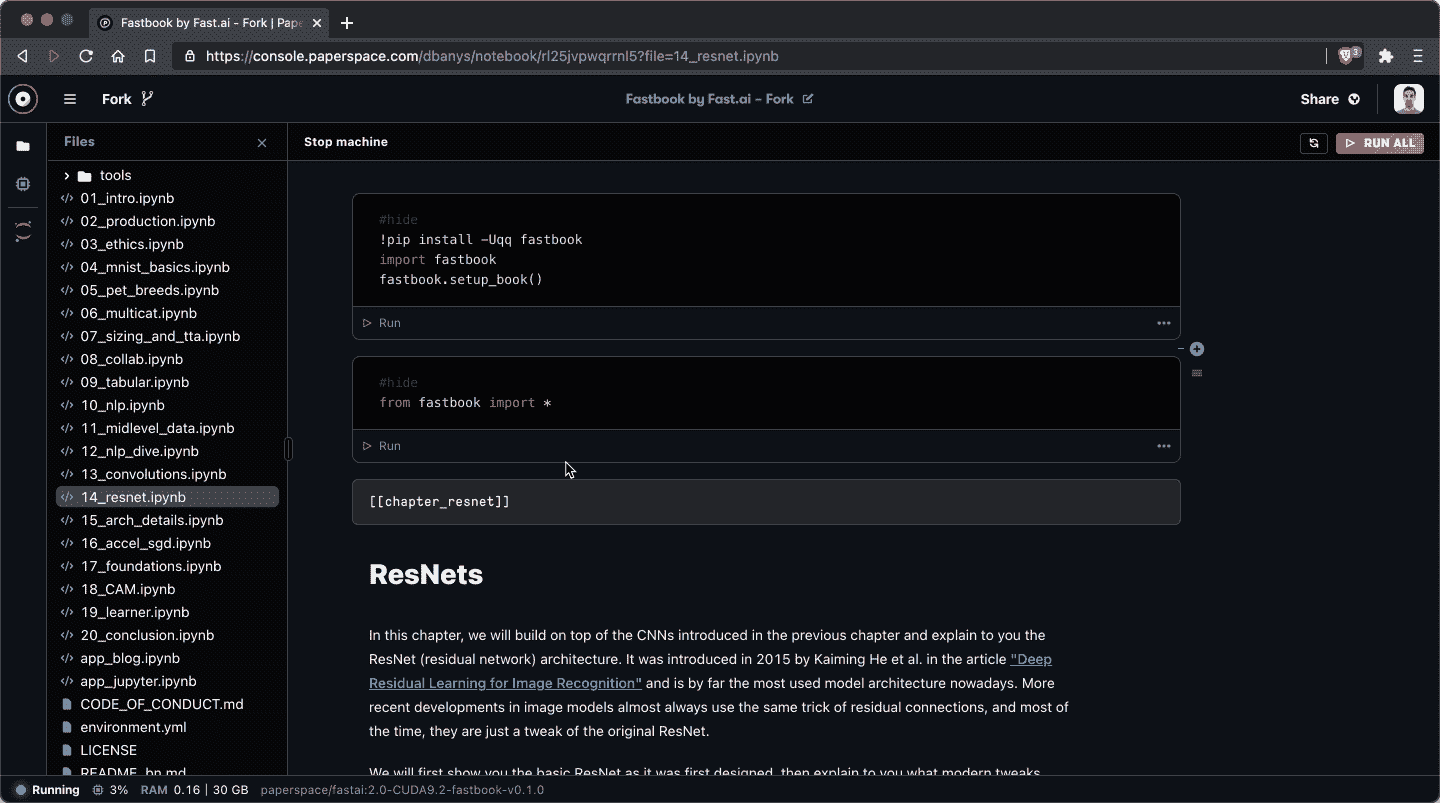 Fastbook by Fast.ai – Fork | Pape
https://console.paperspace.com/dbanys/notebook/rl25jvpwqrrnl5?file=14_resnet.ipynb
3
Fork
Fastbook by Fast.ai – Fork
Share
Files
Stop machine
RUN ALL
tools
01_intro.ipynb
02_production.ipynb
03_ethics.ipynb
04_mnist_basics.ipynb
05_pet_breeds.ipynb
06_multicat.ipynb
07_sizing_and_tta.ipynb
08_collab.ipynb
09_tabular.ipynb
10_nlp.ipynb
11_midlevel_data.ipynb
12_nlp_dive.ipynb
13_convolutions.ipynb
14_resnet.ipynb
15_arch_details.ipynb
16_accel_sgd.ipynb
17_foundations.ipynb
18_CAM.ipynb
19_learner.ipynb
20_conclusion.ipynb
app_blog.ipynb
app_jupyter.ipynb
CODE_OF_CONDUCT.md
environment.yml
LICENSE
README_bn.md
#hide
!pip install -Uqq fastbook
import fastbook
fastbook.setup_book()
Run
#hide
from fastbook import *
Run
[[chapter_resnet]]
ResNets
In this chapter, we will build on top of the CNNs introduced in the previous chapter and explain to you the
ResNet (residual network) architecture. It was introduced in 2015 by Kaiming He et al. in the article "Deep
Residual Learning for Image Recognition" and is by far the most used model architecture nowadays. More
recent developments in image models almost always use the same trick of residual connections, and most of
the time, they are just a tweak of the original ResNet.
We will first show you the basic ResNet as it was first designed, then explain to you what modern tweaks
Running 3% RAM 0.16 | 30 GB paperspace/fastai:2.0-CUDA9.2-fastbook-v0.1.0